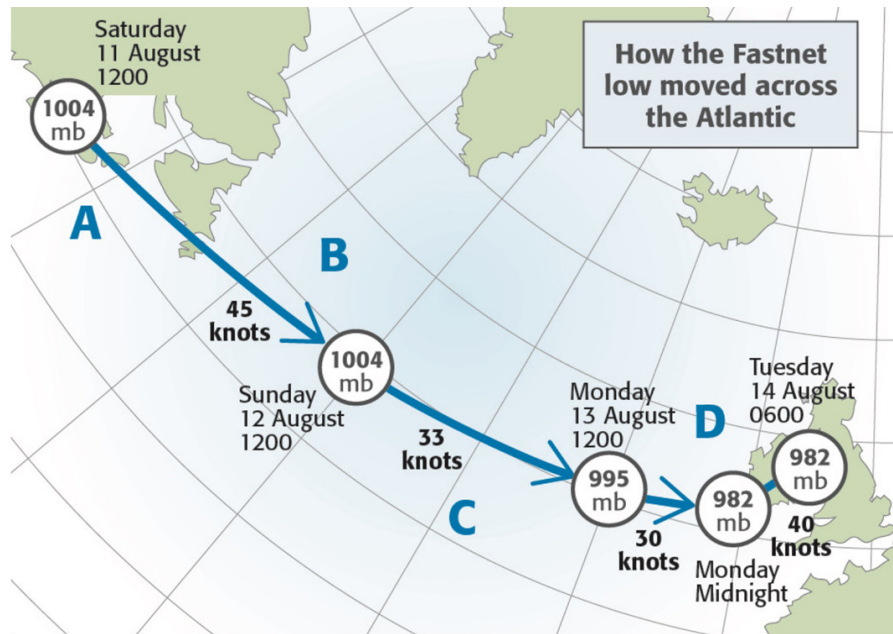 Saturday
11 August
1200
How the Fastnet
low moved across
the Atlantic
1004
mb
A
B
45
knots
1004
mb
Sunday
12 August
1200
33
knots
C
Monday
13 August
1200
995
mb
30
knots
D
982
mb
Monday
Midnight
Tuesday
14 August
0600
982
mb
40
knots